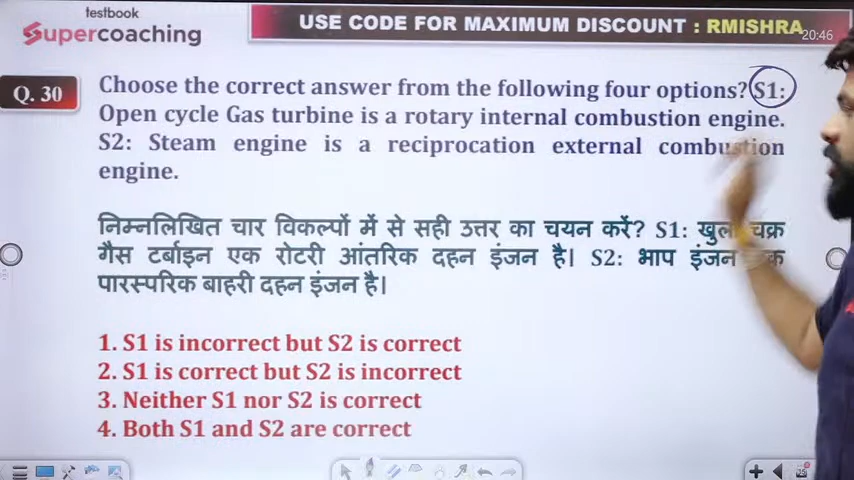 testbook
Supercoaching
USE CODE FOR MAXIMUM DISCOUNT : RMISHRA
20:46
Q. 30
Choose the correct answer from the following four options? S1:
Open cycle Gas turbine is a rotary internal combustion engine.
S2: Steam engine is a reciprocation external combustion
engine.
निम्नलिखित चार विकल्पों में से सही उत्तर का चयन करें? S1: खुला चक्र
गैस टर्बाइन एक रोटरी आंतरिक दहन इंजन है। S2: भाप इंजन
पारस्परिक बाहरी दहन इंजन है।
1. S1 is incorrect but S2 is correct
2. S1 is correct but S2 is incorrect
3. Neither S1 nor S2 is correct
4. Both S1 and S2 are correct